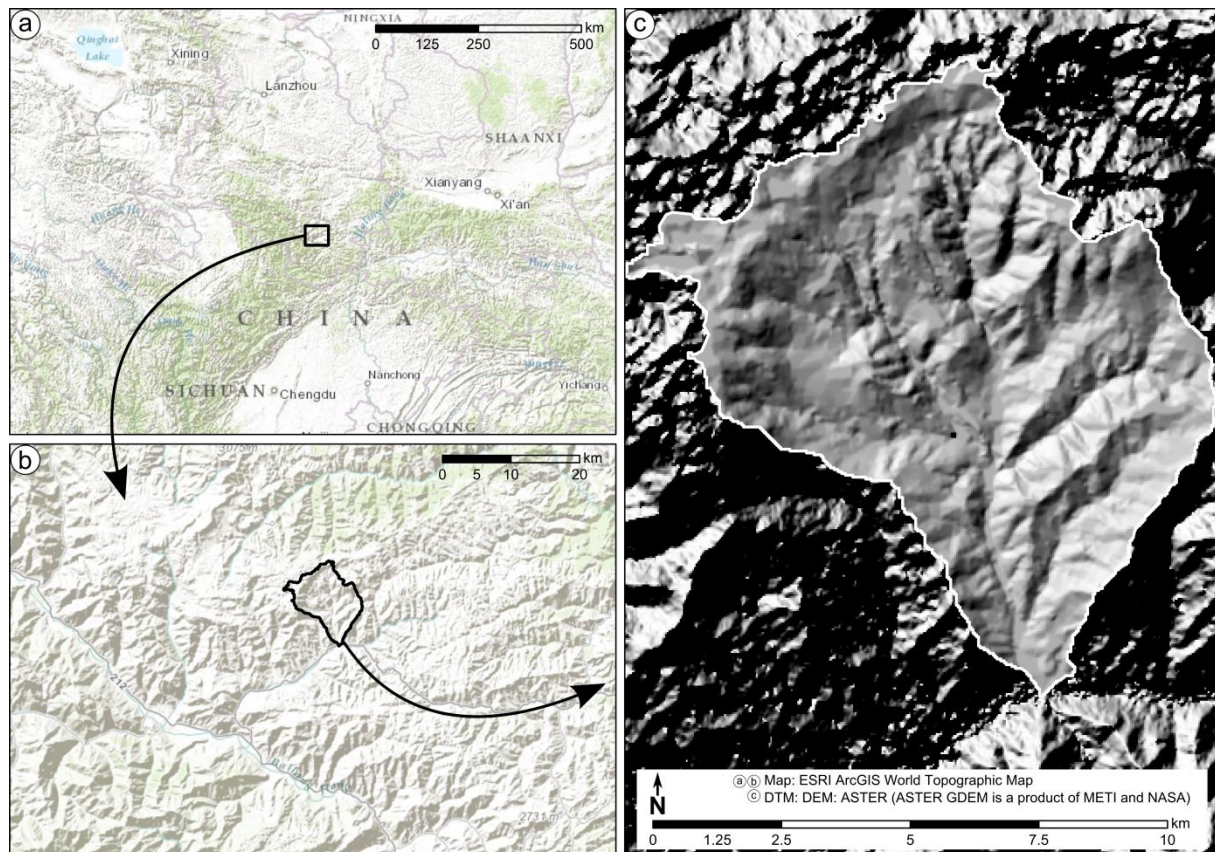 a
NINGXIA
km
0 125 250 500
Qinghai
Lake
Xining
Lanzhou
SHAANXI
Xianyang
Xi'an
CHINA
SICHUAN
Chengdu
Nanchong
Yichang
CHONGQING
b
3075m
km
0 5 10 20
212
2731m
c
N
a b Map: ESRI ArcGIS World Topographic Map
c DTM: DEM: ASTER (ASTER GDEM is a product of METI and NASA)
km
0 1.25 2.5 5 7.5 10